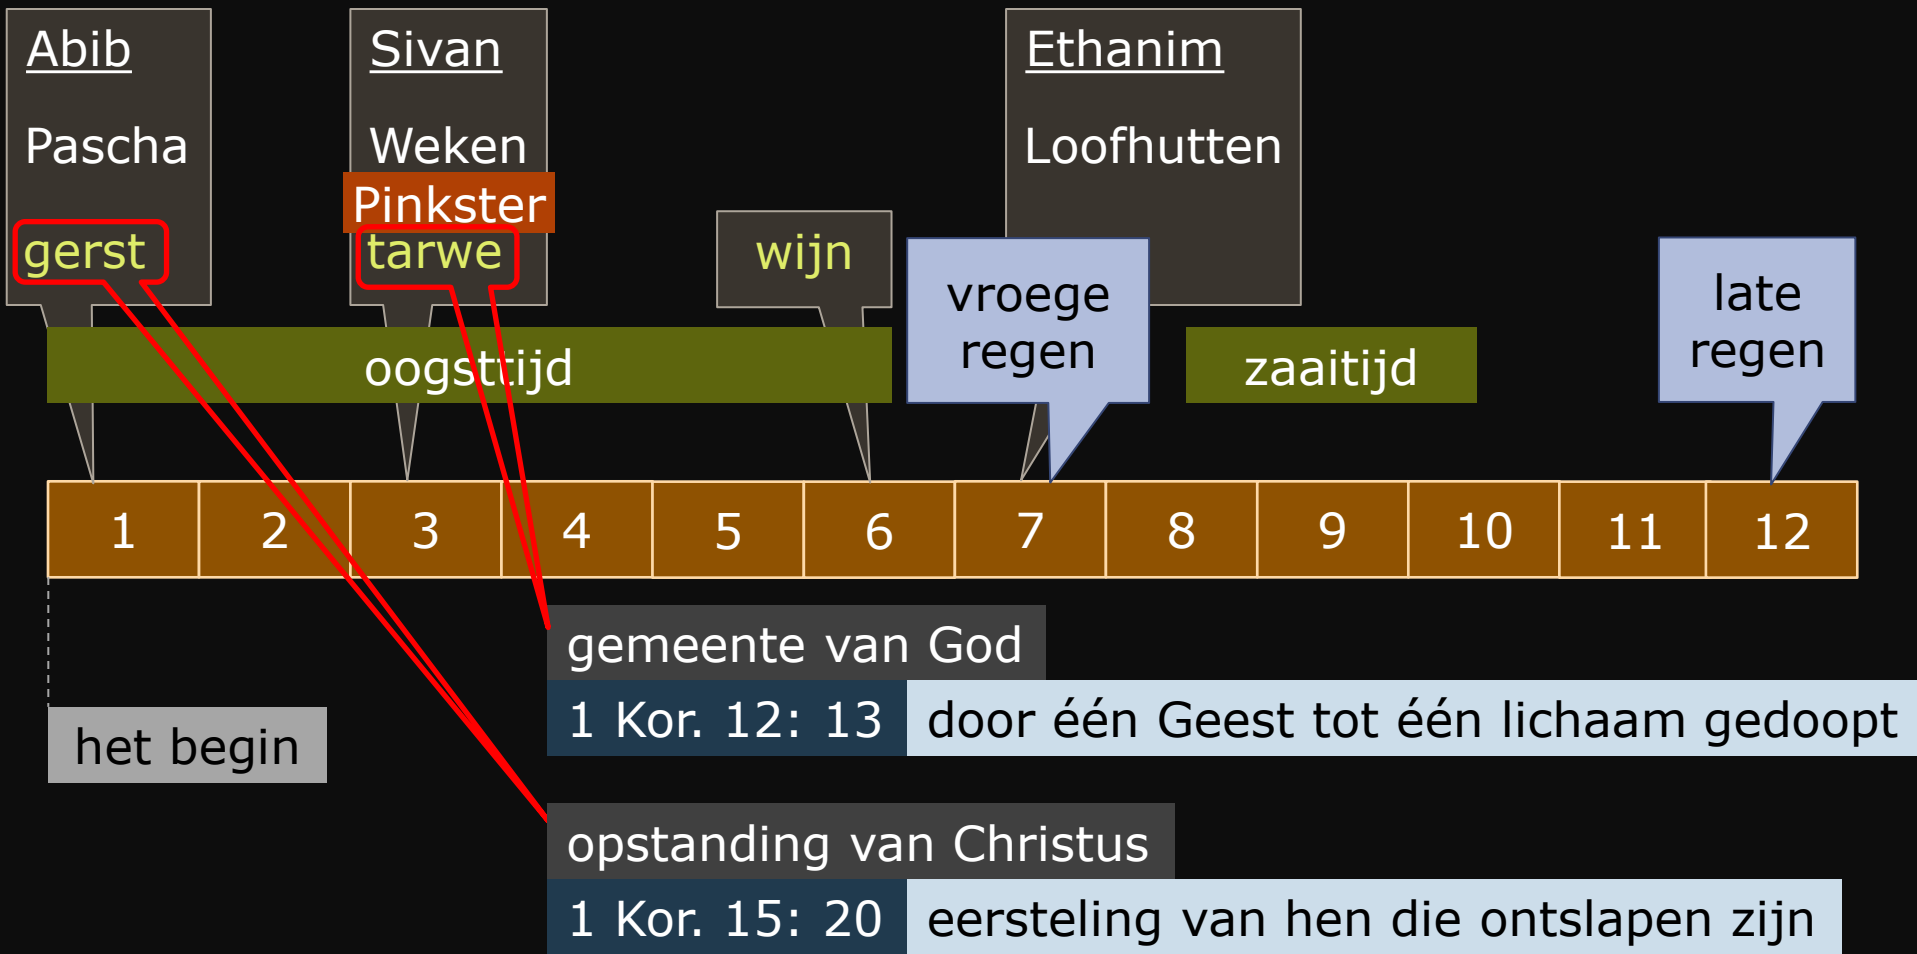 Abib
Pascha
gerst
Sivan
Weken
Pinkster
tarwe
wijn
Ethanim
Loofhutten
vroege
regen
late
regen
oogsttijd
zaaitijd
1 2 3 4 5 6 7 8 9 10 11 12
het begin
gemeente van God
1 Kor. 12: 13 door één Geest tot één lichaam gedoopt
opstanding van Christus
1 Kor. 15: 20 eersteling van hen die ontslapen zijn